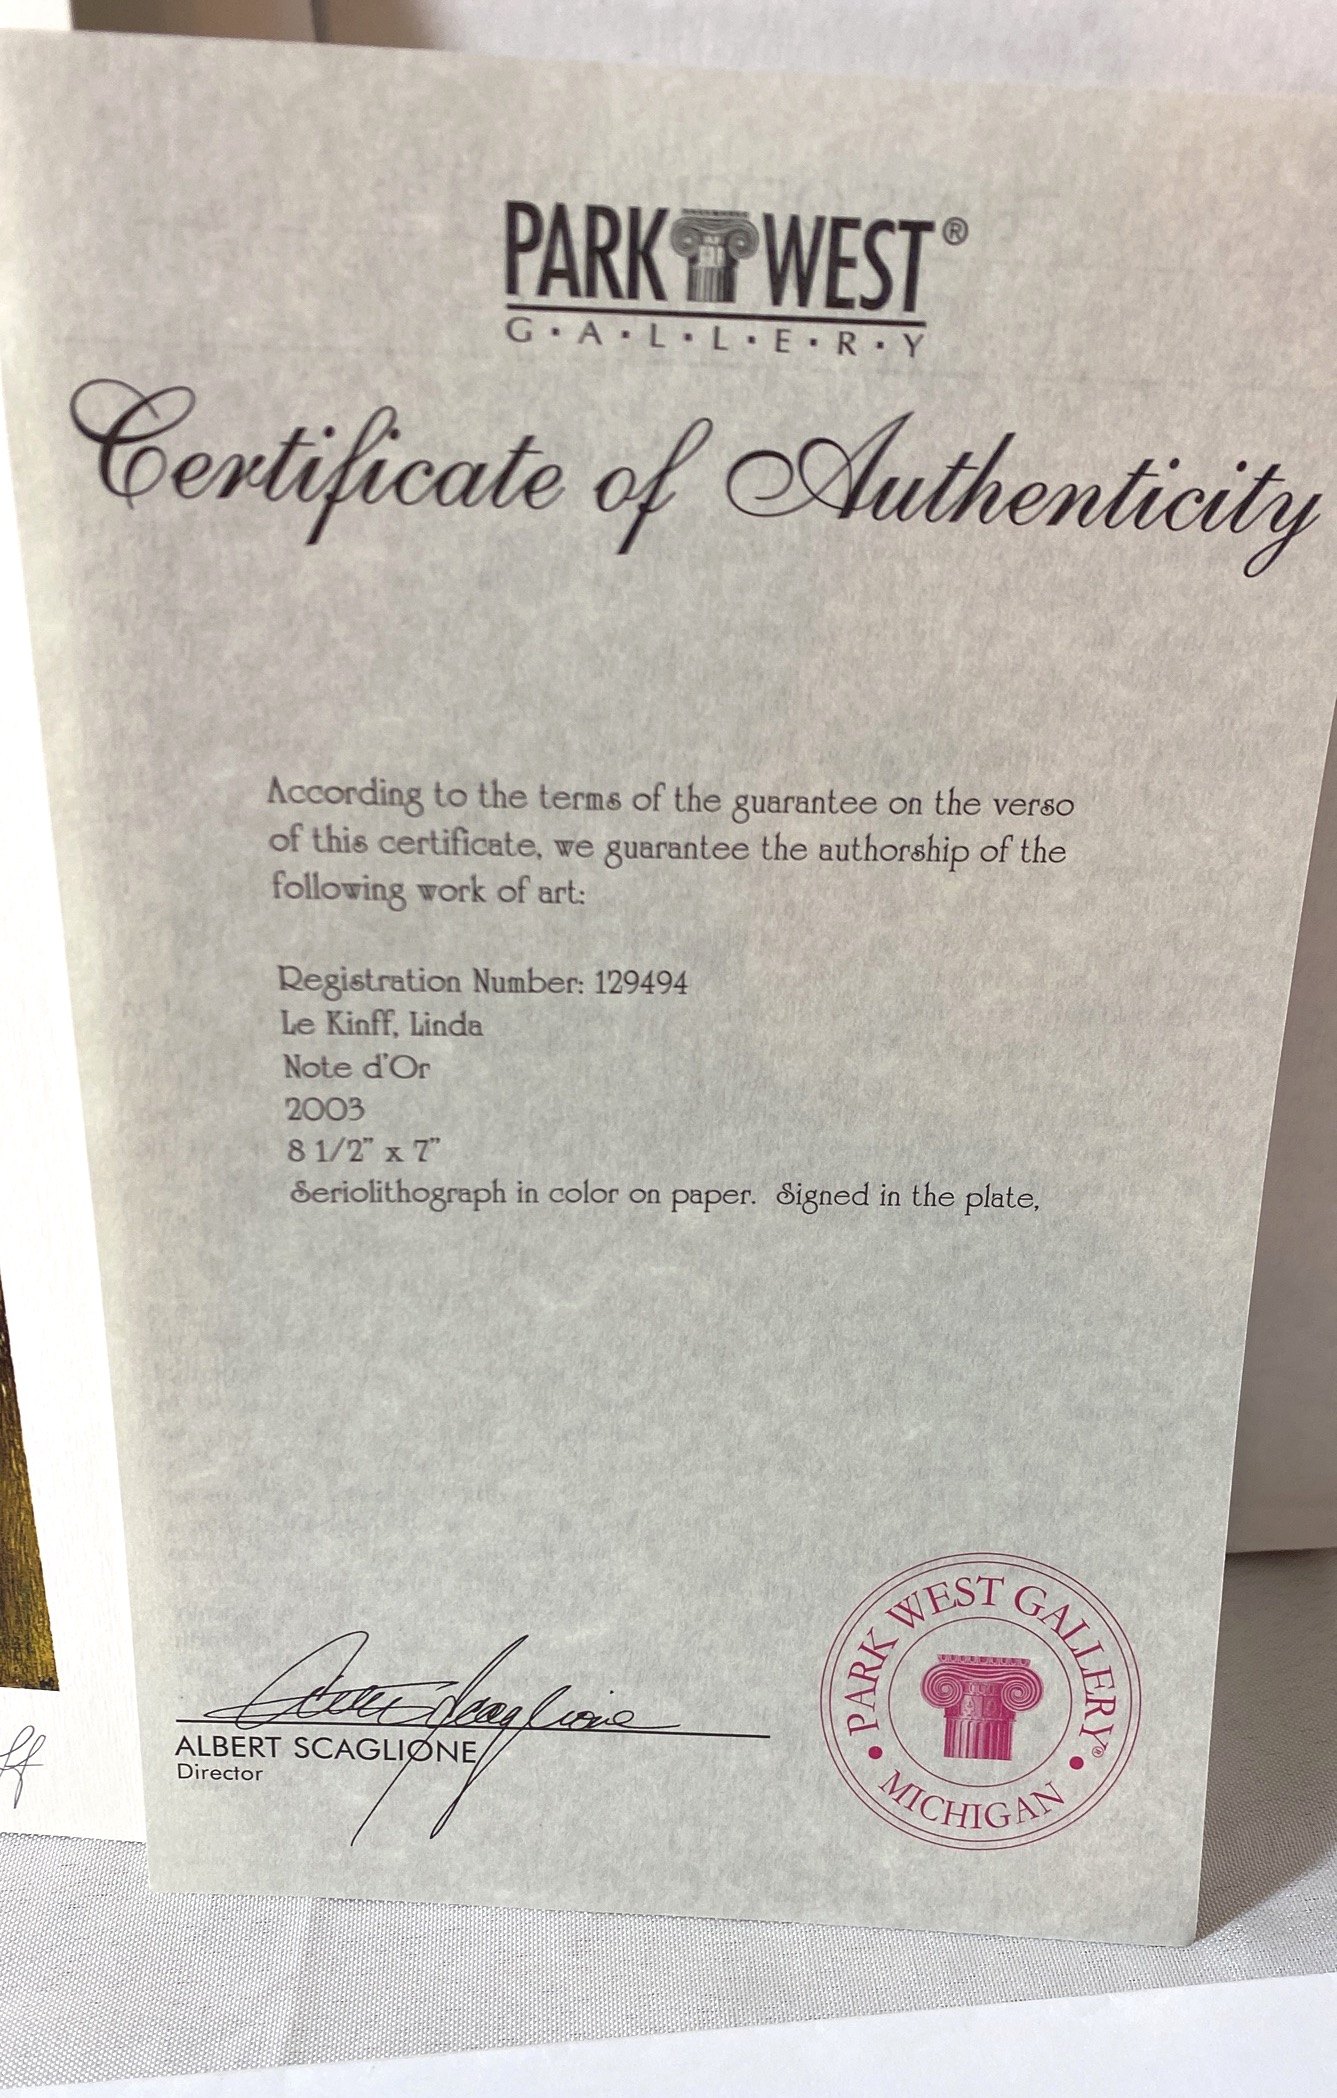 PARK WEST®
G·A·L·L·E·R·Y
Certificate of Authenticity
According to the terms of the guarantee on the verso
of this certificate, we guarantee the authorship of the
following work of art:
Registration Number: 129494
Le Kinff, Linda
Note d'Or
2003
8 1/2" x 7"
Seriolithograph in color on paper. Signed in the plate,
Albert Scaglione
ALBERT SCAGLIONE
Director
PARK WEST GALLERY®
• MICHIGAN •
ff